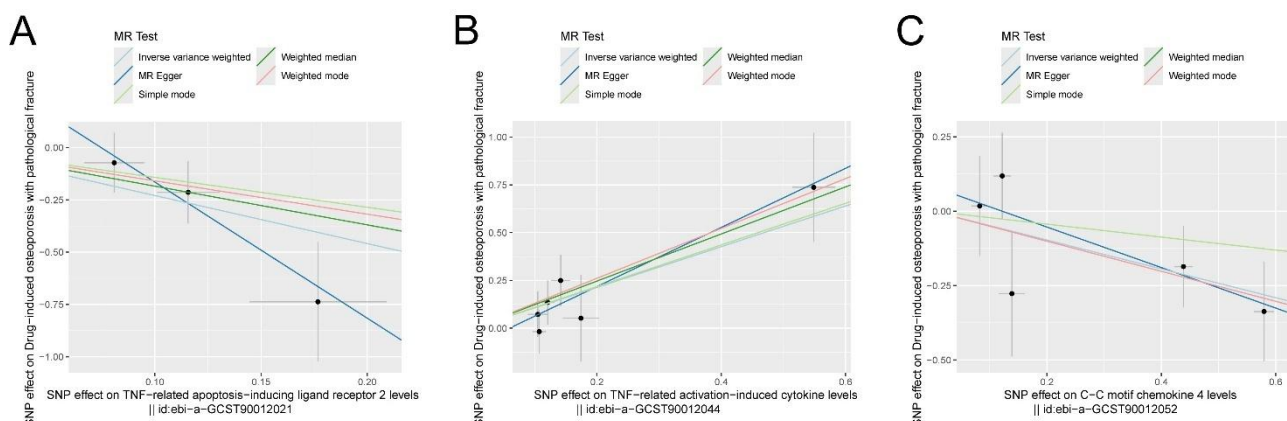 A
MR Test
Inverse variance weighted
MR Egger
Simple mode
Weighted median
Weighted mode
SNP effect on Drug-induced osteoporosis with pathological fracture
0.00
-0.25
-0.50
-0.75
-1.00
0.10
0.15
0.20
SNP effect on TNF-related apoptosis-inducing ligand receptor 2 levels
|| id:ebi-a-GCST90012021
B
MR Test
Inverse variance weighted
MR Egger
Simple mode
Weighted median
Weighted mode
SNP effect on Drug-induced osteoporosis with pathological fracture
1.00
0.75
0.50
0.25
0.00
0.2
0.4
0.6
SNP effect on TNF-related activation-induced cytokine levels
|| id:ebi-a-GCST90012044
C
MR Test
Inverse variance weighted
MR Egger
Simple mode
Weighted median
Weighted mode
SNP effect on Drug-induced osteoporosis with pathological fracture
0.25
0.00
-0.25
-0.50
0.2
0.4
0.6
SNP effect on C-C motif chemokine 4 levels
|| id:ebi-a-GCST90012052